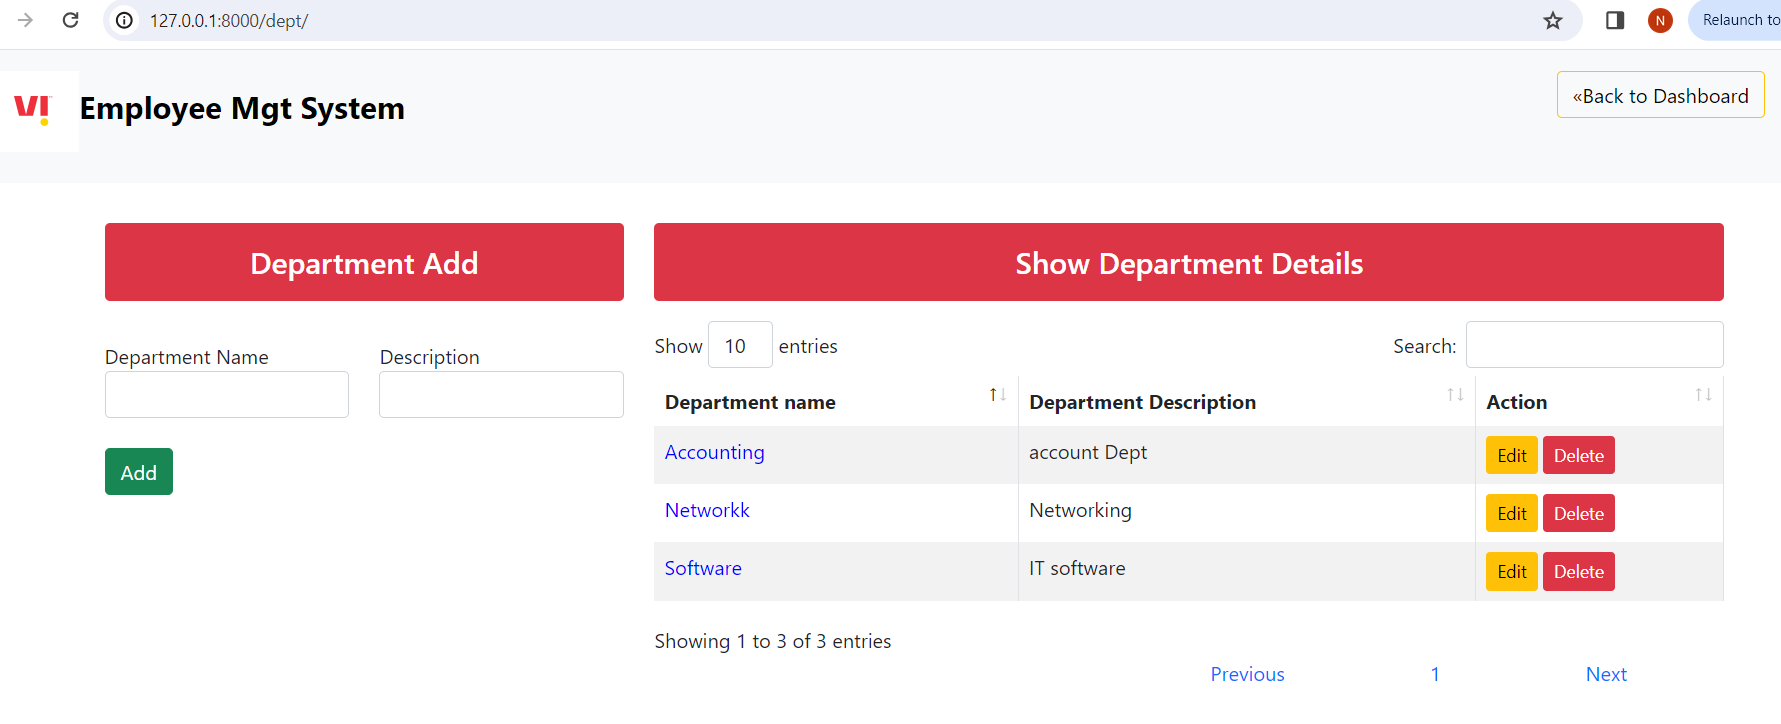 127.0.0.1:8000/dept/
N
Relaunch to
VI
Employee Mgt System
«Back to Dashboard
Department Add
Show Department Details
Department Name Description
Add
Show 10 entries
Search:
Department name Department Description Action
Accounting account Dept Edit Delete
Networkk Networking Edit Delete
Software IT software Edit Delete
Showing 1 to 3 of 3 entries
Previous 1 Next